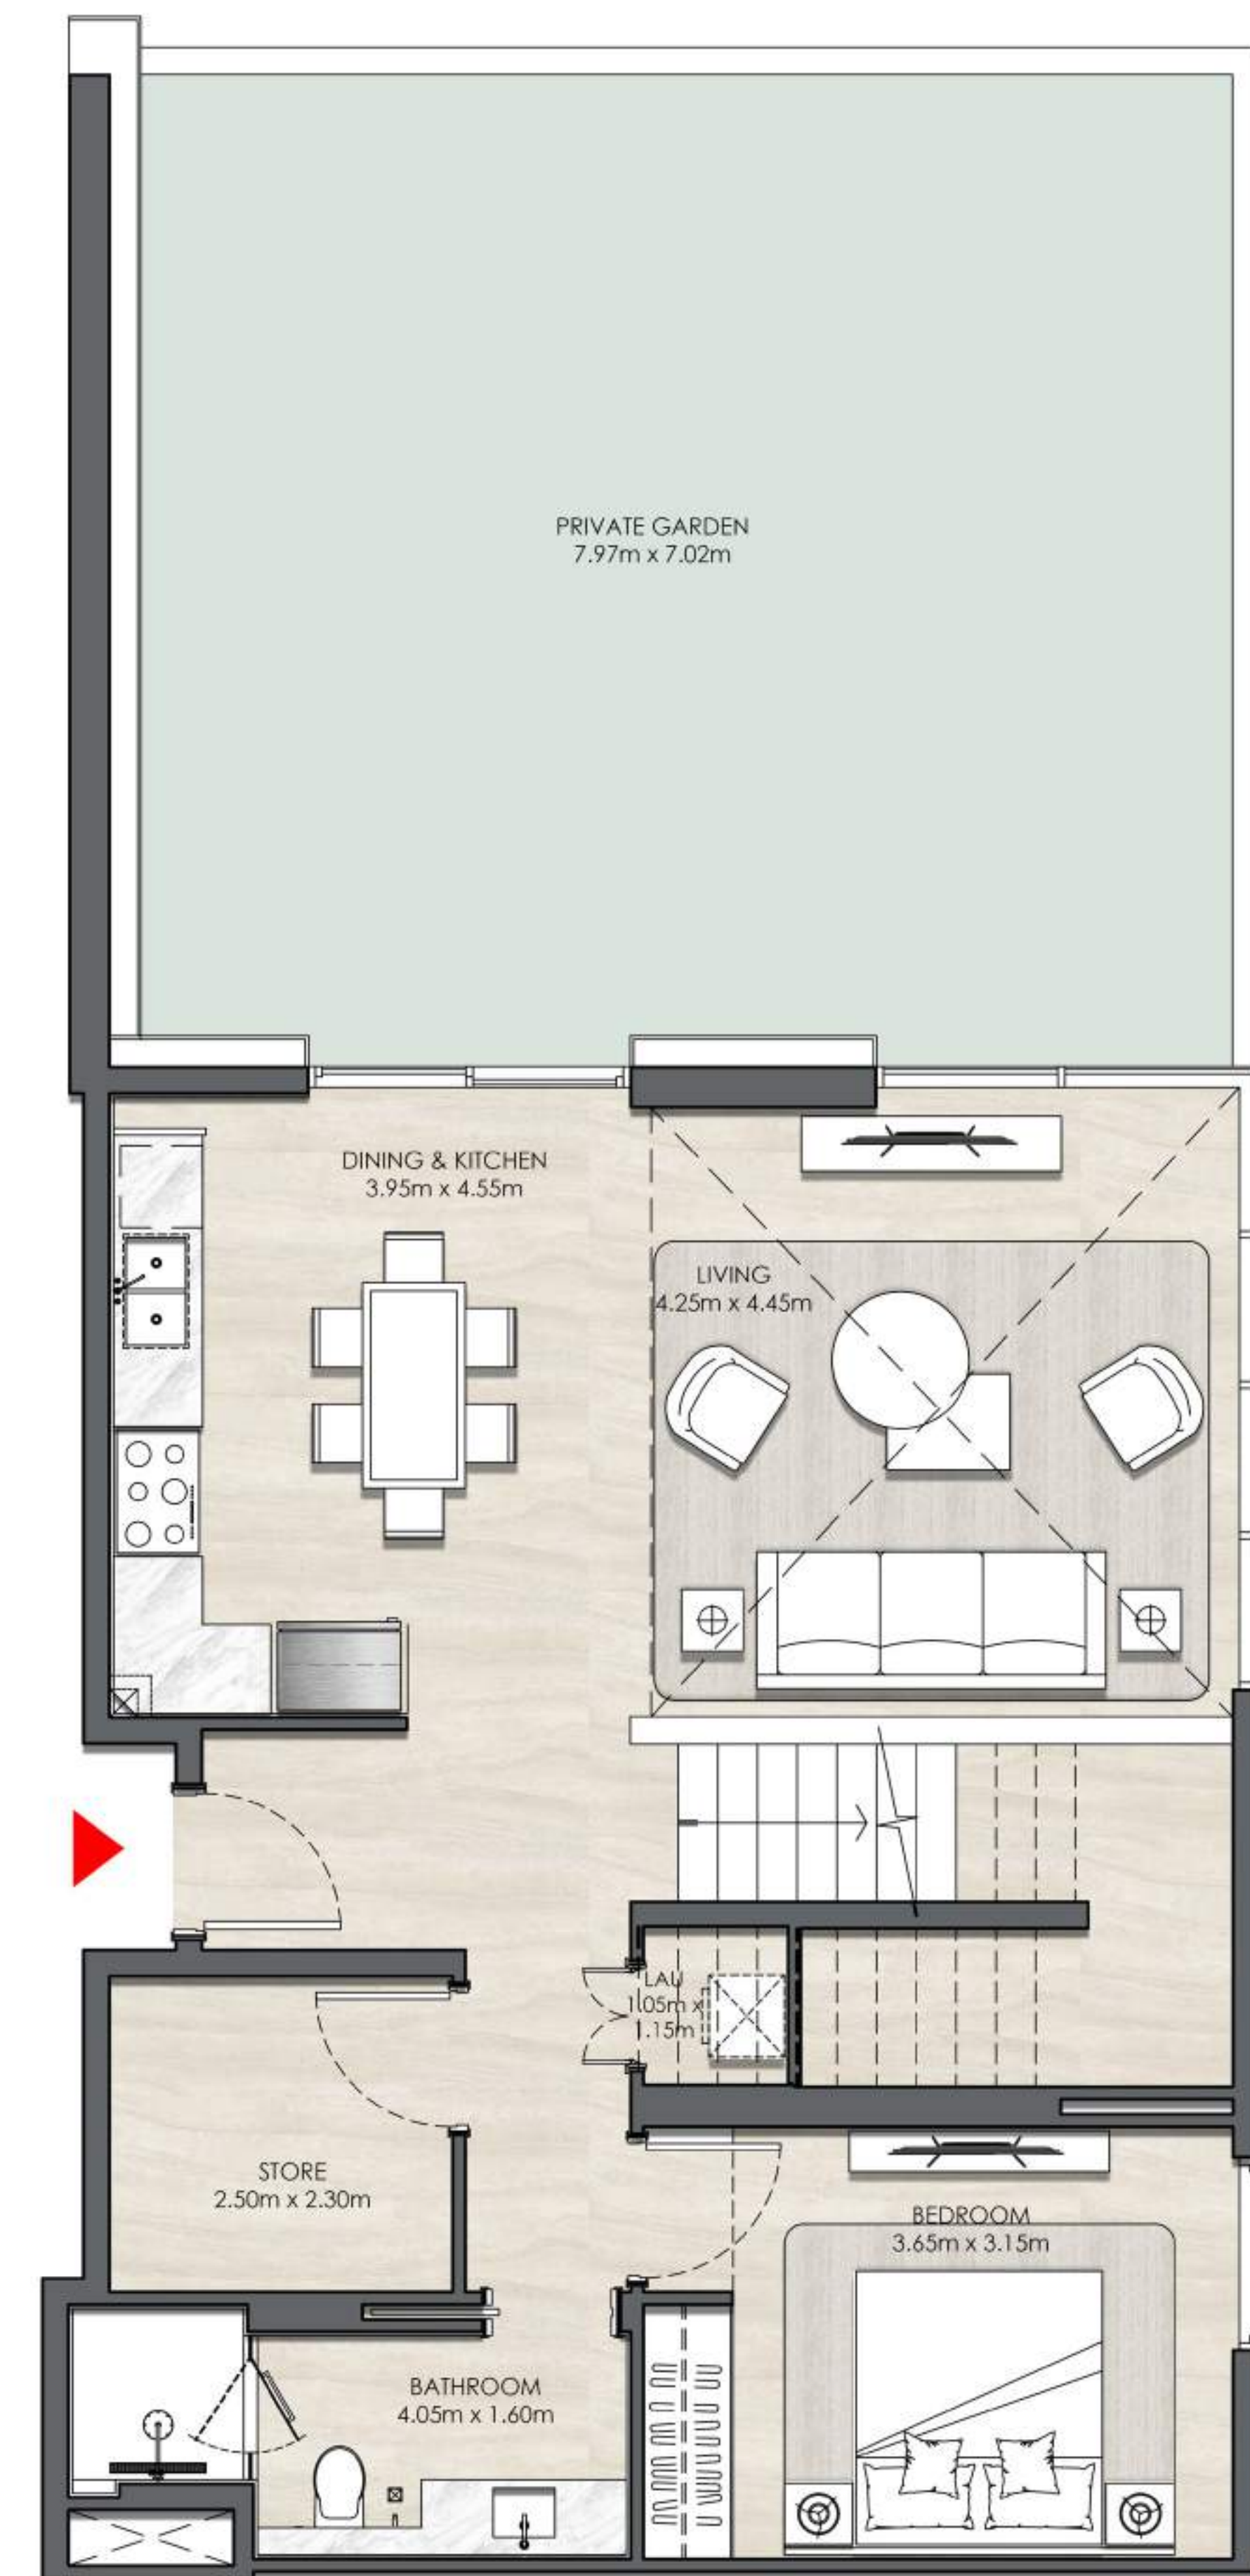 PRIVATE GARDEN
7.97m x 7.02m
DINING & KITCHEN
3.95m x 4.55m
LIVING
4.25m x 4.45m
LAU
1.05m x
1.15m
STORE
2.50m x 2.30m
BEDROOM
3.65m x 3.15m
BATHROOM
4.05m x 1.60m